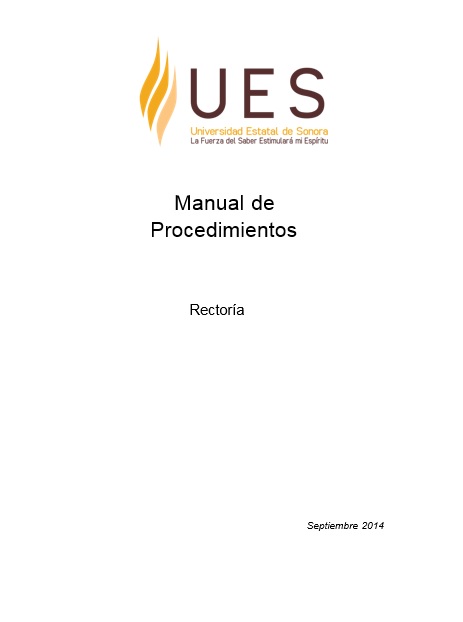 UES
Universidad Estatal de Sonora
La Fuerza del Saber Estimulará mi Espíritu
Manual de
Procedimientos
Rectoría
Septiembre 2014